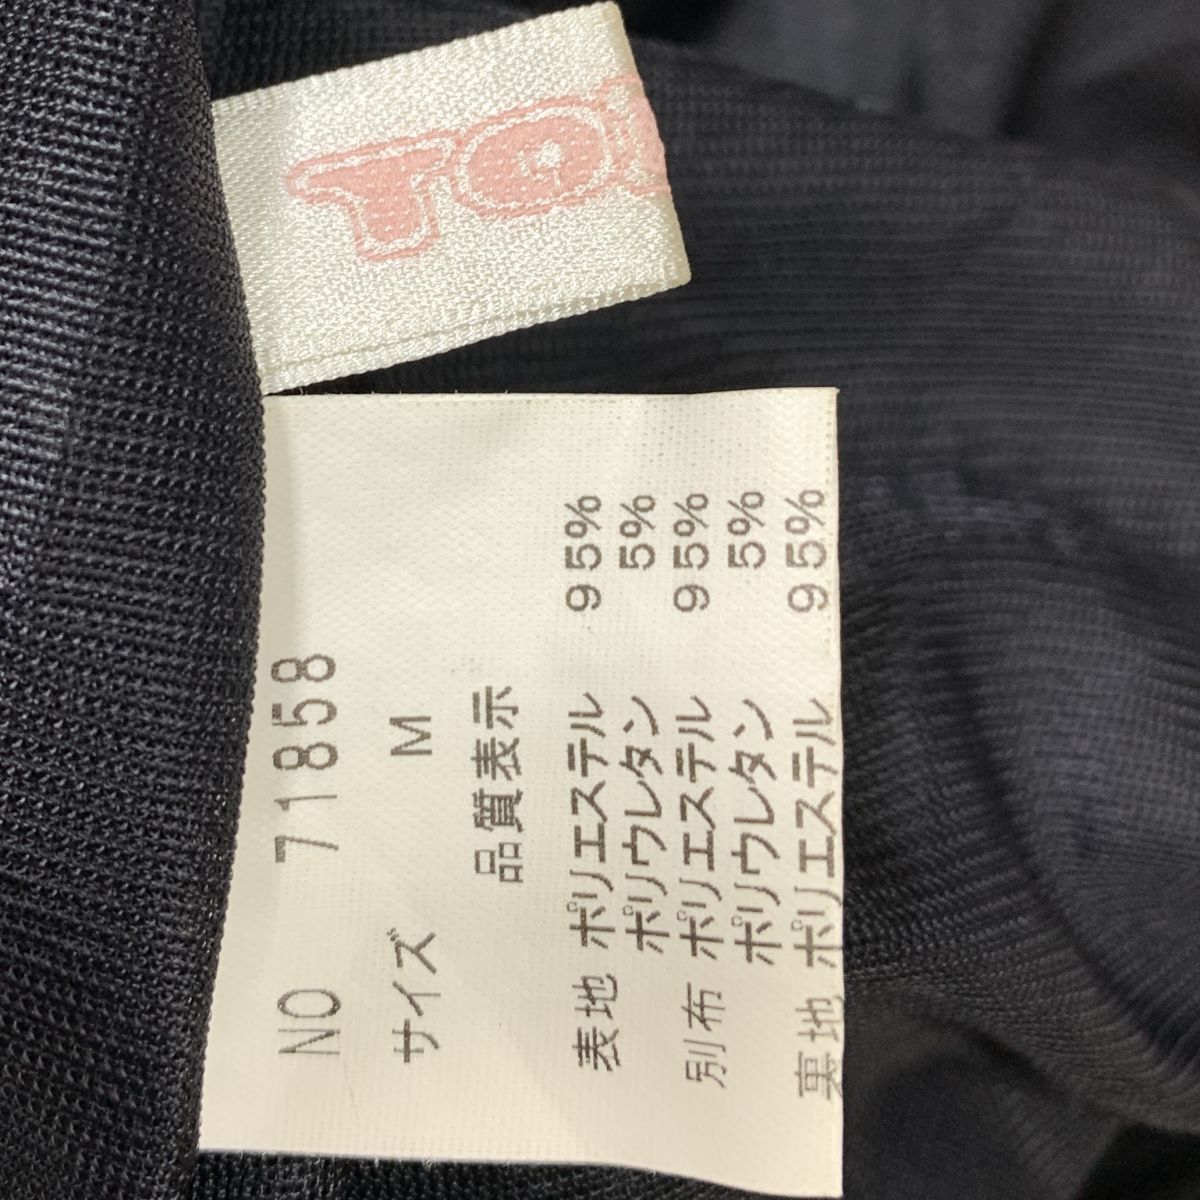 TO
NO 71858
サイズ M
品質表示
表地 ポリエステル 95%
ポリウレタン 5%
別布 ポリエステル 95%
ポリウレタン 5%
裏地 ポリエステル 95%